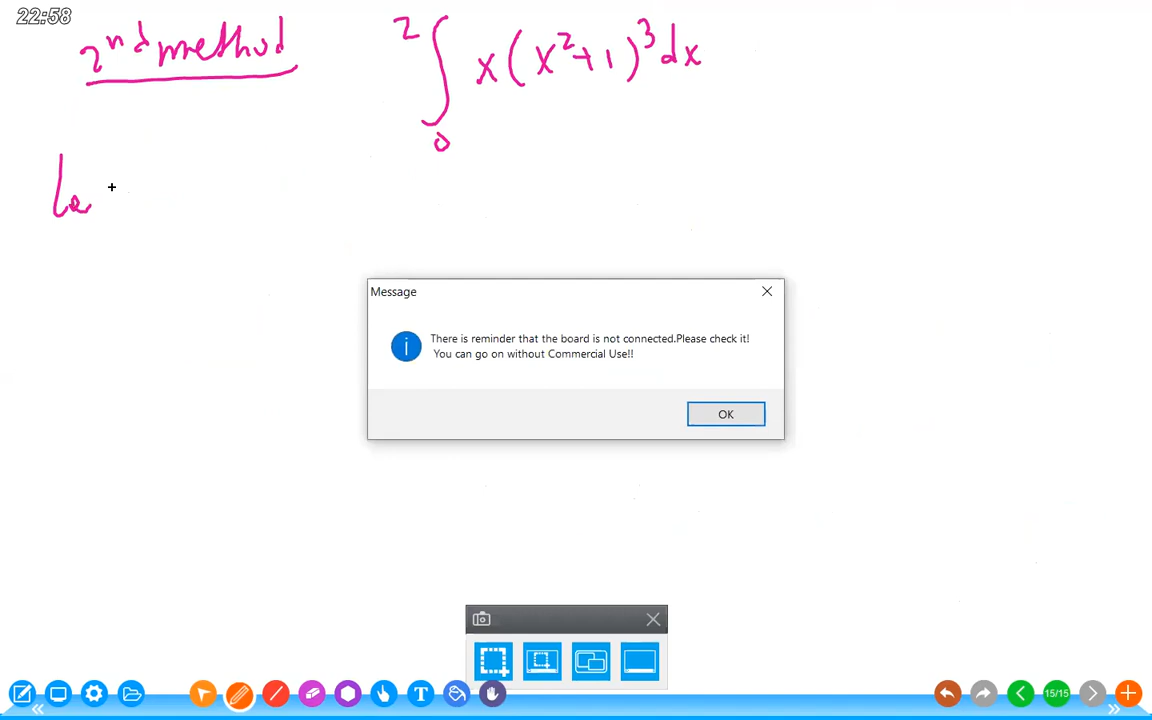 22:58
2nd method
2∫0 x(x²+1)³dx
le
Message
There is reminder that the board is not connected.Please check it!
You can go on without Commercial Use!!
OK
T
15/15